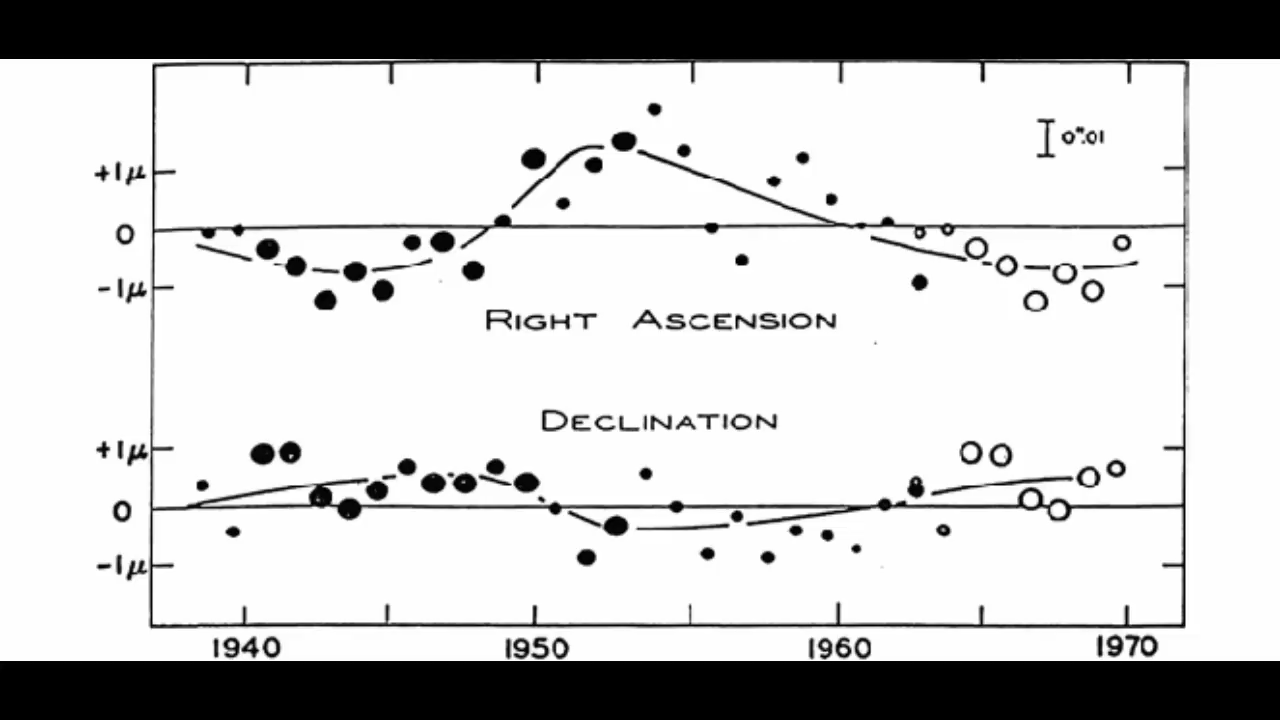 +1μ
0
-1μ
0".01
RIGHT ASCENSION
DECLINATION
+1μ
0
-1μ
1940 1950 1960 1970